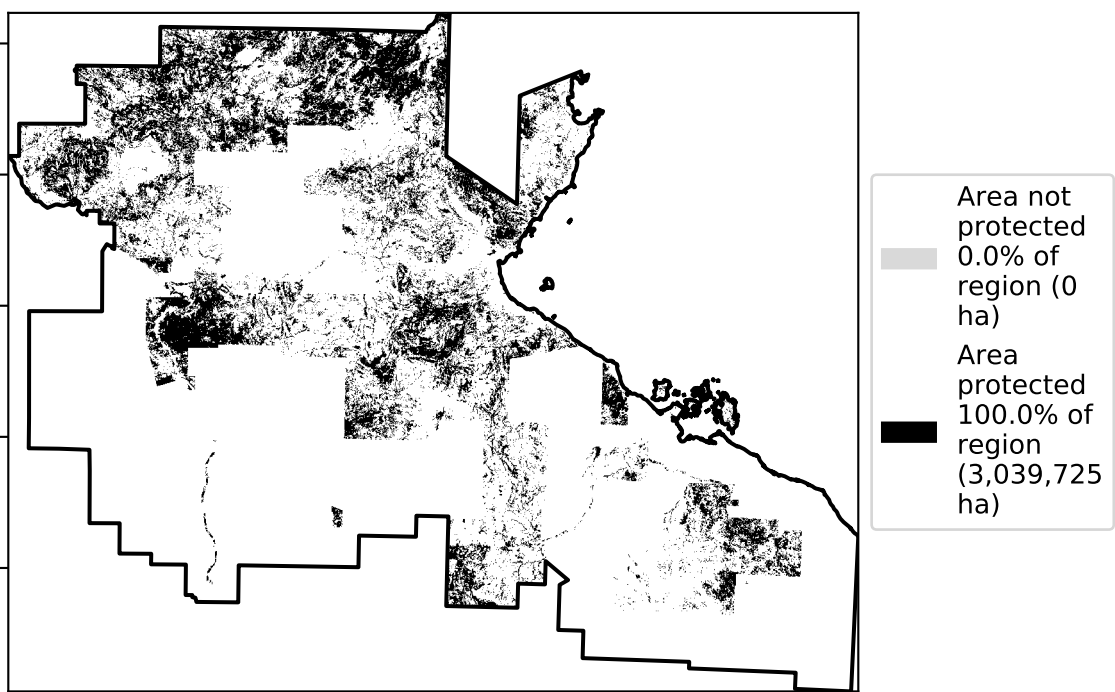 Area not
protected
0.0% of
region (0
ha)
Area
protected
100.0% of
region
(3,039,725
ha)